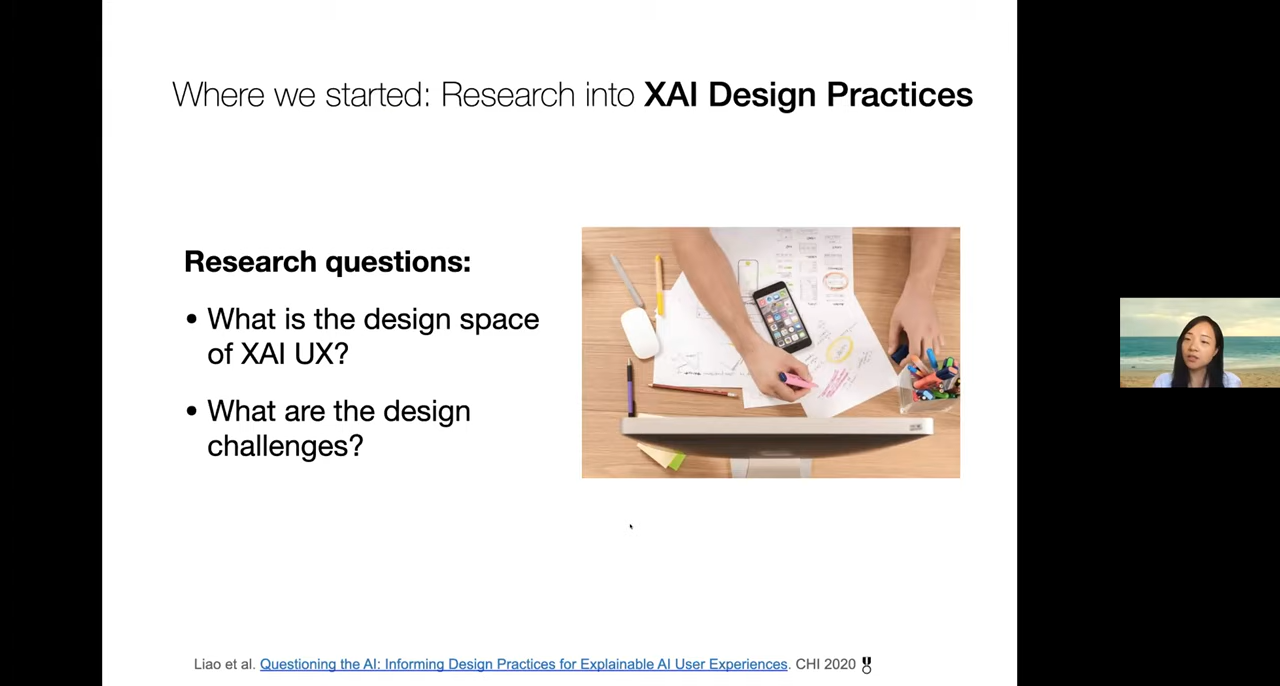 Where we started: Research into XAI Design Practices
Research questions:
• What is the design space
of XAI UX?
• What are the design
challenges?
Liao et al. Questioning the AI: Informing Design Practices for Explainable AI User Experiences. CHI 2020